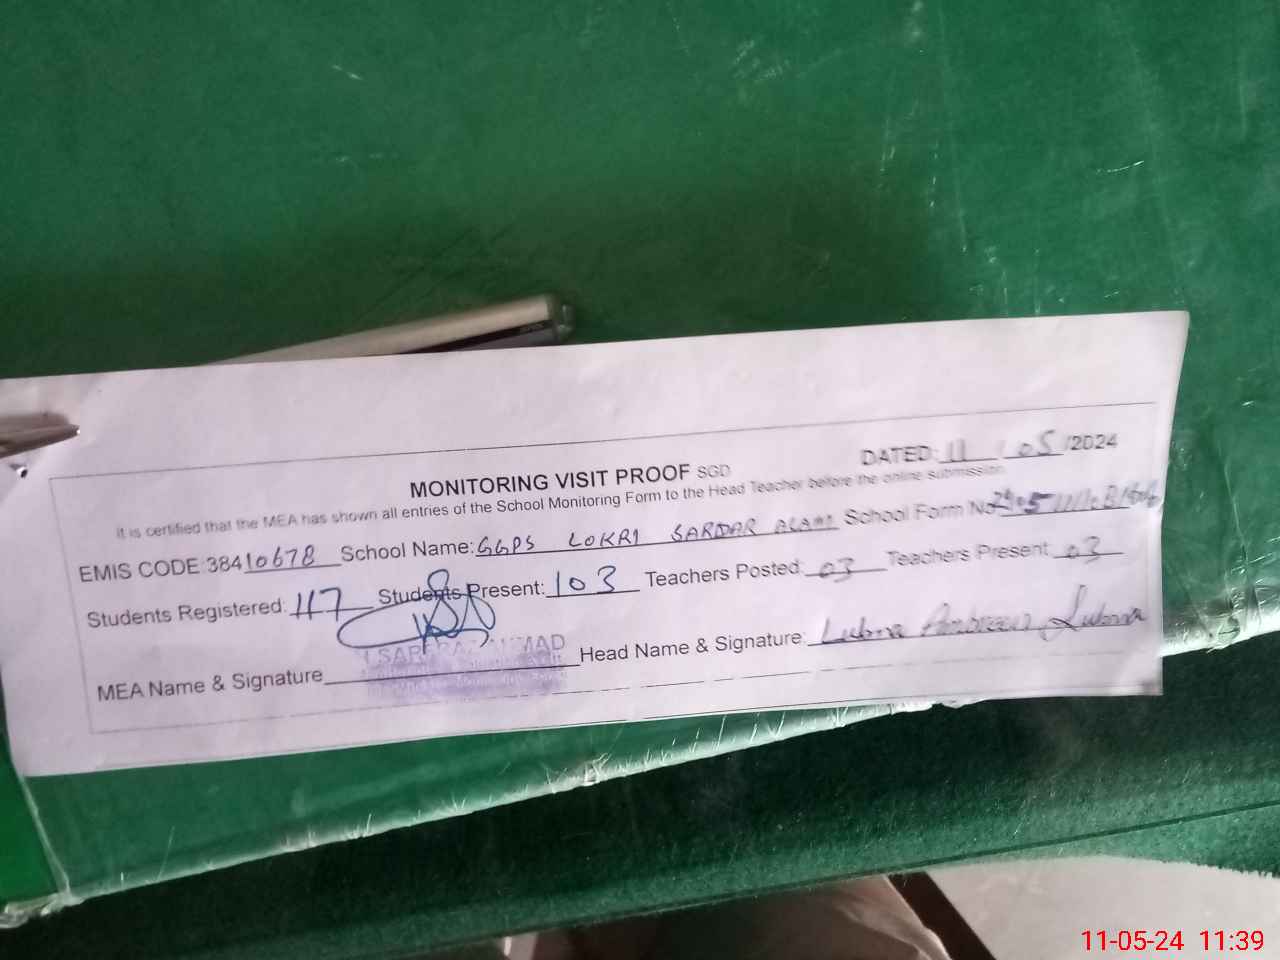 DATED: 11 / 05 /2024
MONITORING VISIT PROOF SGD
It is certified that the MEA has shown all entries of the School Monitoring Form to the Head Teacher before the online submission
EMIS CODE:38410678 School Name: GGPS LOKRI SARDAR ALAM School Form No
Students Registered: 117 Students Present: 103 Teachers Posted: 03 Teachers Present: 03
MEA Name & Signature Head Name & Signature: Lubna Ambreen Lubna
11-05-24 11:39